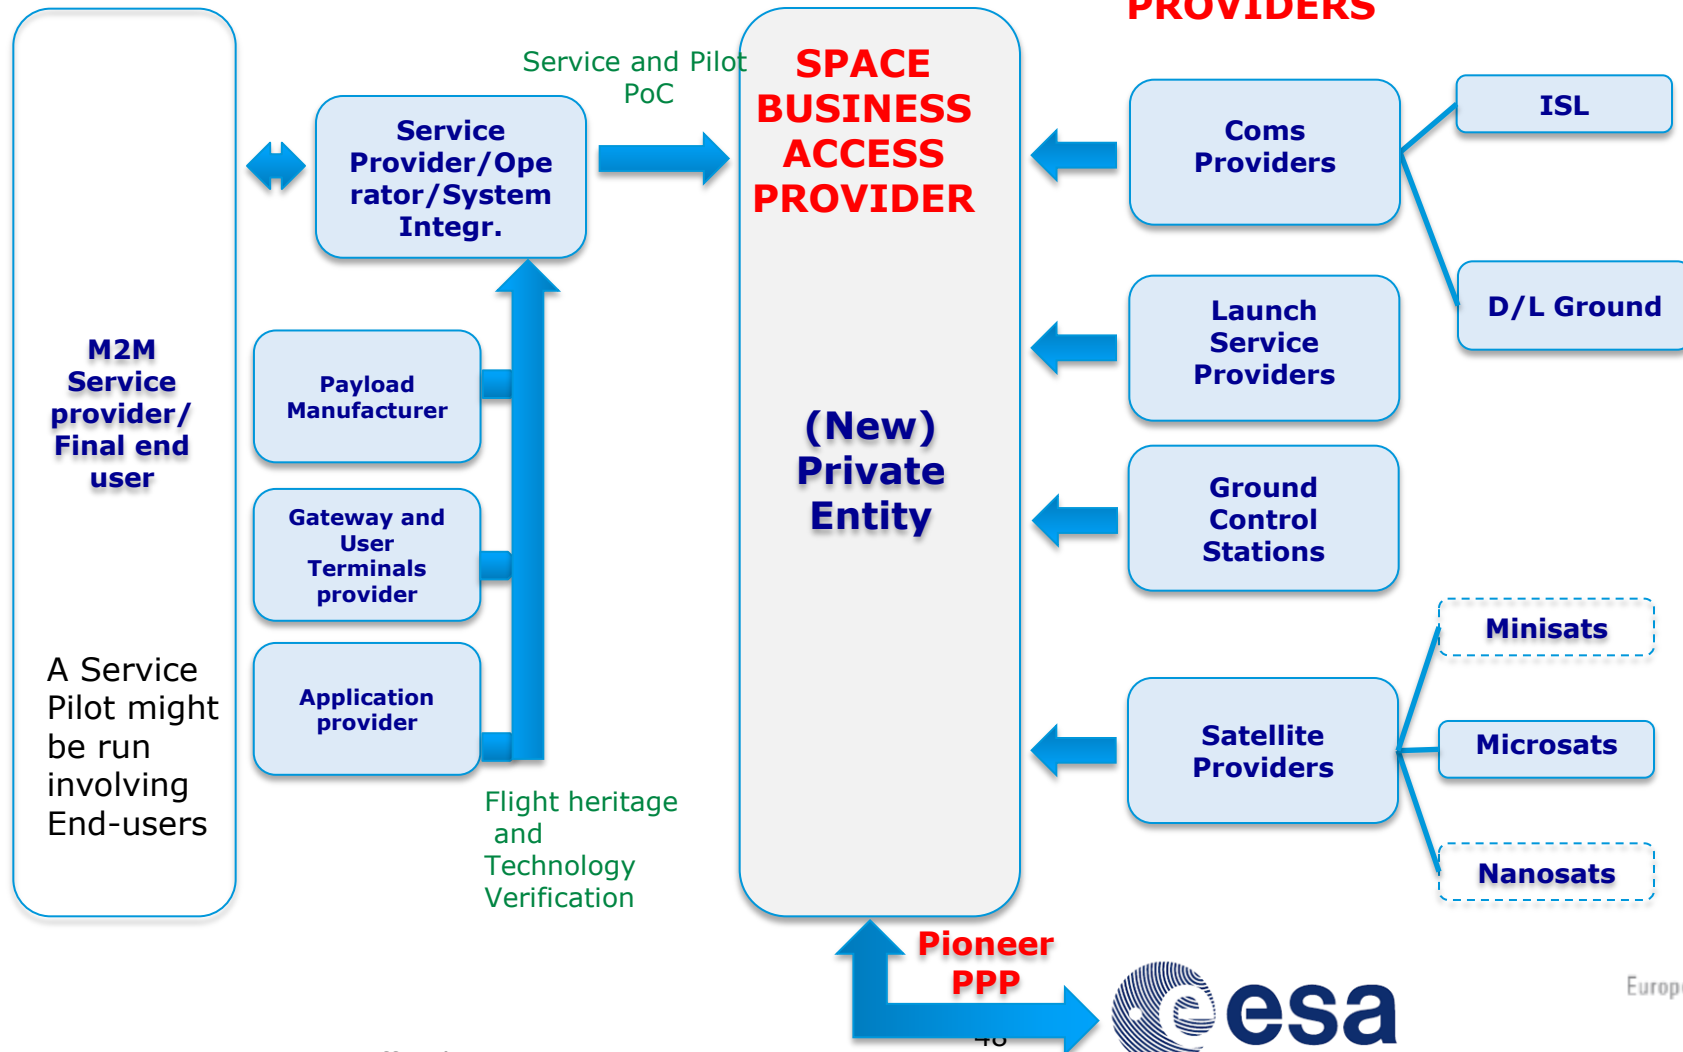 PROVIDERS
Service and Pilot
PoC
SPACE
BUSINESS
ACCESS
PROVIDER
(New)
Private
Entity
Service
Provider/Ope
rator/System
Integr.
M2M
Service
provider/
Final end
user
A Service
Pilot might
be run
involving
End-users
Payload
Manufacturer
Gateway and
User
Terminals
provider
Application
provider
Flight heritage
and
Technology
Verification
Coms
Providers
ISL
D/L Ground
Launch
Service
Providers
Ground
Control
Stations
Satellite
Providers
Minisats
Microsats
Nanosats
Pioneer
PPP
esa
48